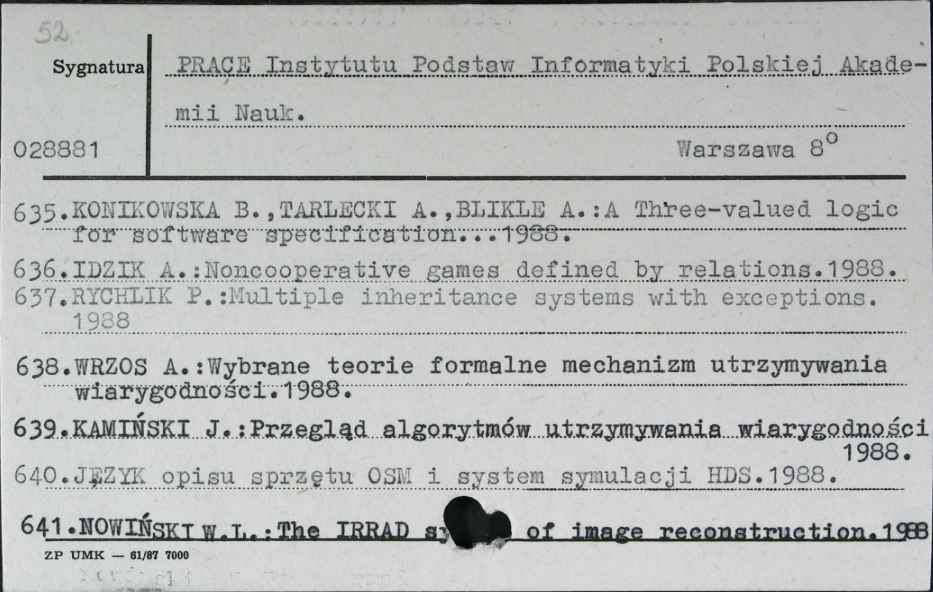 52
Sygnatura PRACE Instytutu Podstaw Informatyki Polskiej Akade-
mii Nauk.
028881 Warszawa 8°
635.KONIKOWSKA B.,TARLECKI A.,BLIKLE A.:A Three-valued logic
for software specification...1988.
636.IDZIK A.:Noncooperative games defined by relations.1988.
637.RYCHLIK P.:Multiple inheritance systems with exceptions.
1988
638.WRZOS A.:Wybrane teorie formalne mechanizm utrzymywania
wiarygodności.1988.
639.KAMIŃSKI J.:Przegląd algorytmów utrzymywania wiarygodności
1988.
640.JĘZYK opisu sprzętu OSM i system symulacji HDS.1988.
641.NOWIŃSKI W.L.:The IRRAD of image reconstruction.1988
ZP UMK — 61/87 7000